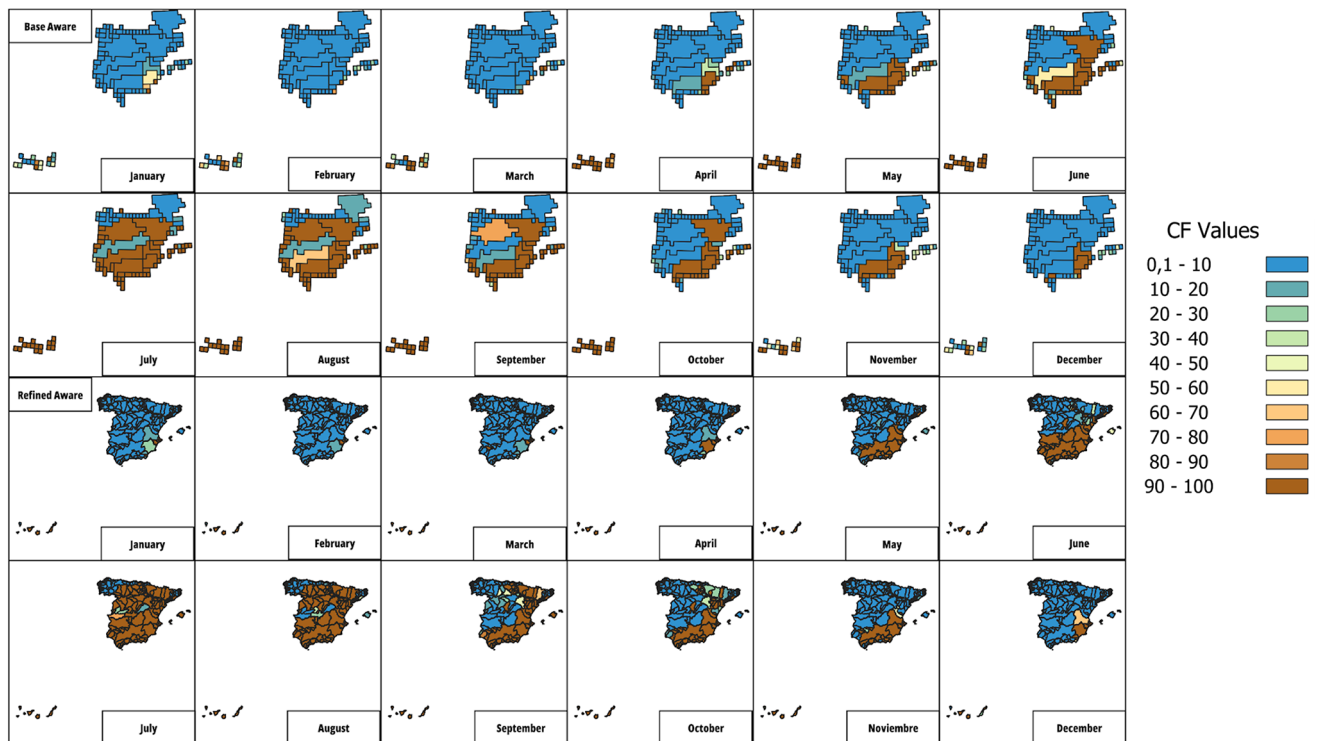 Base Aware
January
February
March
April
May
June
July
August
September
October
November
December
Refined Aware
January
February
March
April
May
June
July
August
September
October
Noviembre
December
CF Values
0,1 - 10
10 - 20
20 - 30
30 - 40
40 - 50
50 - 60
60 - 70
70 - 80
80 - 90
90 - 100